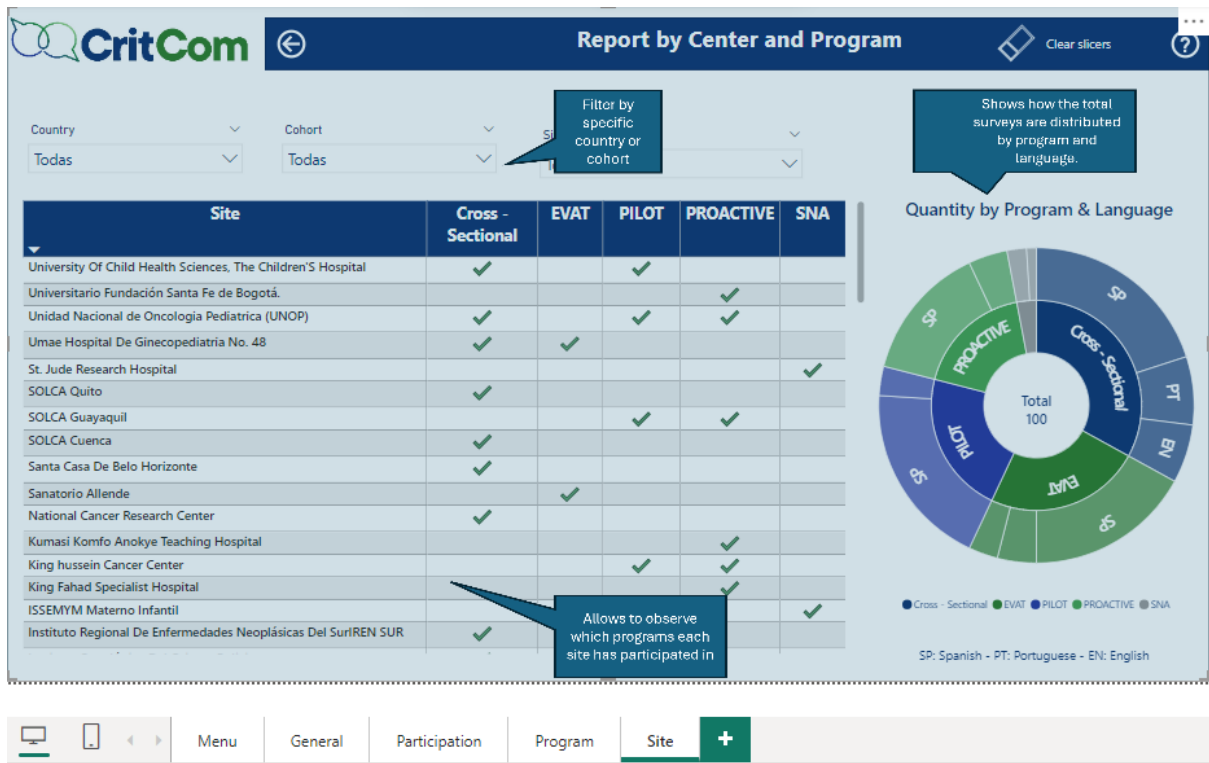 CritCom
Report by Center and Program
Clear slicers
?
Country
Cohort
Si
Todas
Todas
Filter by
specific
country or
cohort
Shows how the total
surveys are distributed
by program and
language.
Site
Cross -
Sectional
EVAT
PILOT
PROACTIVE
SNA
University Of Child Health Sciences, The Children'S Hospital
Universitario Fundación Santa Fe de Bogotá.
Unidad Nacional de Oncologia Pediatrica (UNOP)
Umae Hospital De Ginecopediatria No. 48
St. Jude Research Hospital
SOLCA Quito
SOLCA Guayaquil
SOLCA Cuenca
Santa Casa De Belo Horizonte
Sanatorio Allende
National Cancer Research Center
Kumasi Komfo Anokye Teaching Hospital
King hussein Cancer Center
King Fahad Specialist Hospital
ISSEMYM Materno Infantil
Instituto Regional De Enfermedades Neoplásicas Del SurIREN SUR
Allows to observe
which programs each
site has participated in
Quantity by Program & Language
SP
PT
EN
SP
SP
SP
Cross - Sectional
EVAT
PILOT
PROACTIVE
Total
100
Cross - Sectional EVAT PILOT PROACTIVE SNA
SP: Spanish - PT: Portuguese - EN: English
Menu
General
Participation
Program
Site
+